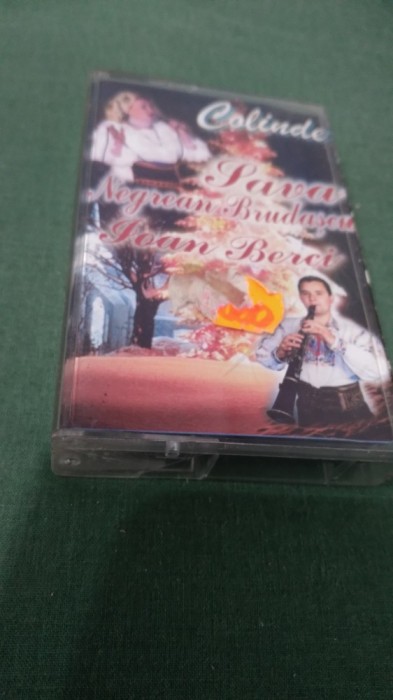 Colinde
Sava
Negrean Brudașcu
Ioan Berci